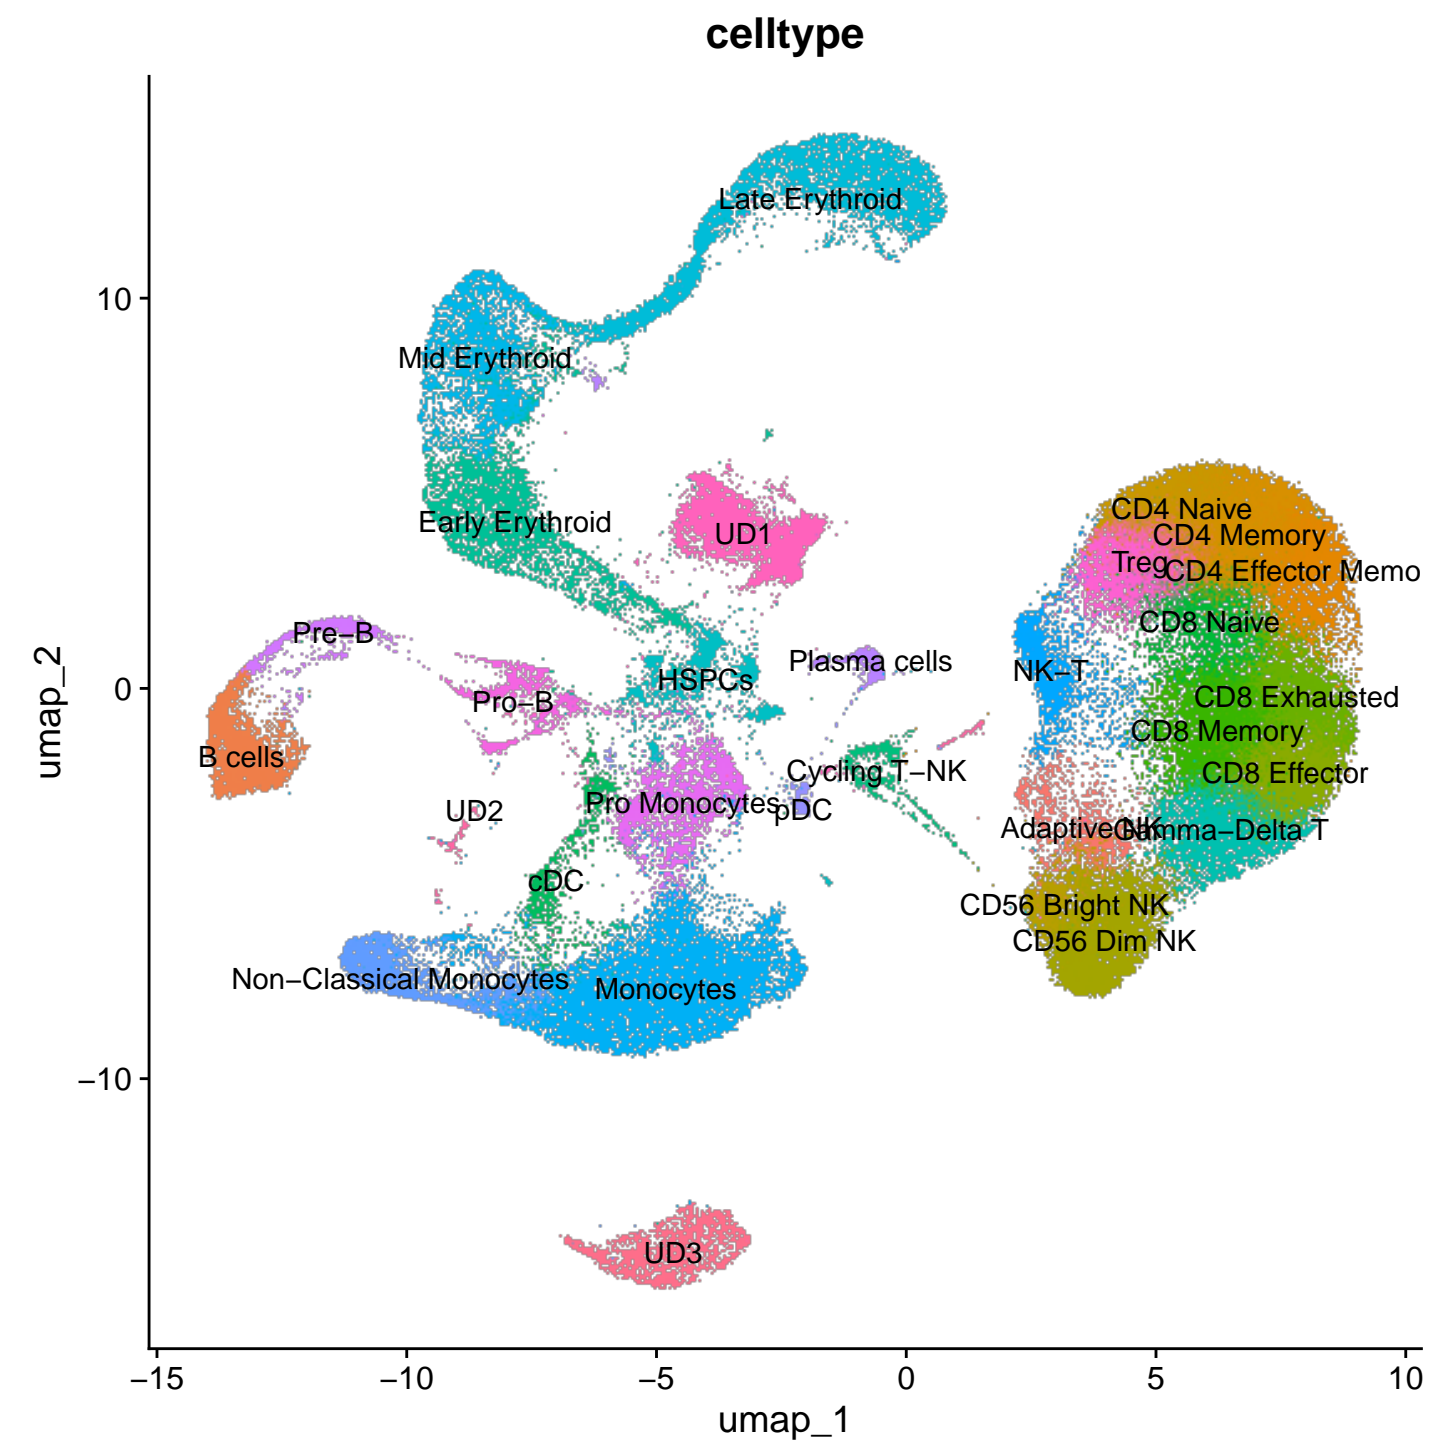 celltype
Late Erythroid
10
Mid Erythroid
CD4 Naive
Early Erythroid
UD1
CD4 Memory
Treg
CD4 Effector Memo
CD8 Naive
Pre−B
Plasma cells
NK−T
umap_2
0
HSPCs
CD8 Exhausted
Pro−B
CD8 Memory
B cells
Cycling T−NK
CD8 Effector
Pro Monocytes
pDC
UD2
Adaptive NK
Gamma−Delta T
cDC
CD56 Bright NK
CD56 Dim NK
Non−Classical Monocytes
Monocytes
−10
UD3
−15
−10
−5
0
5
10
umap_1